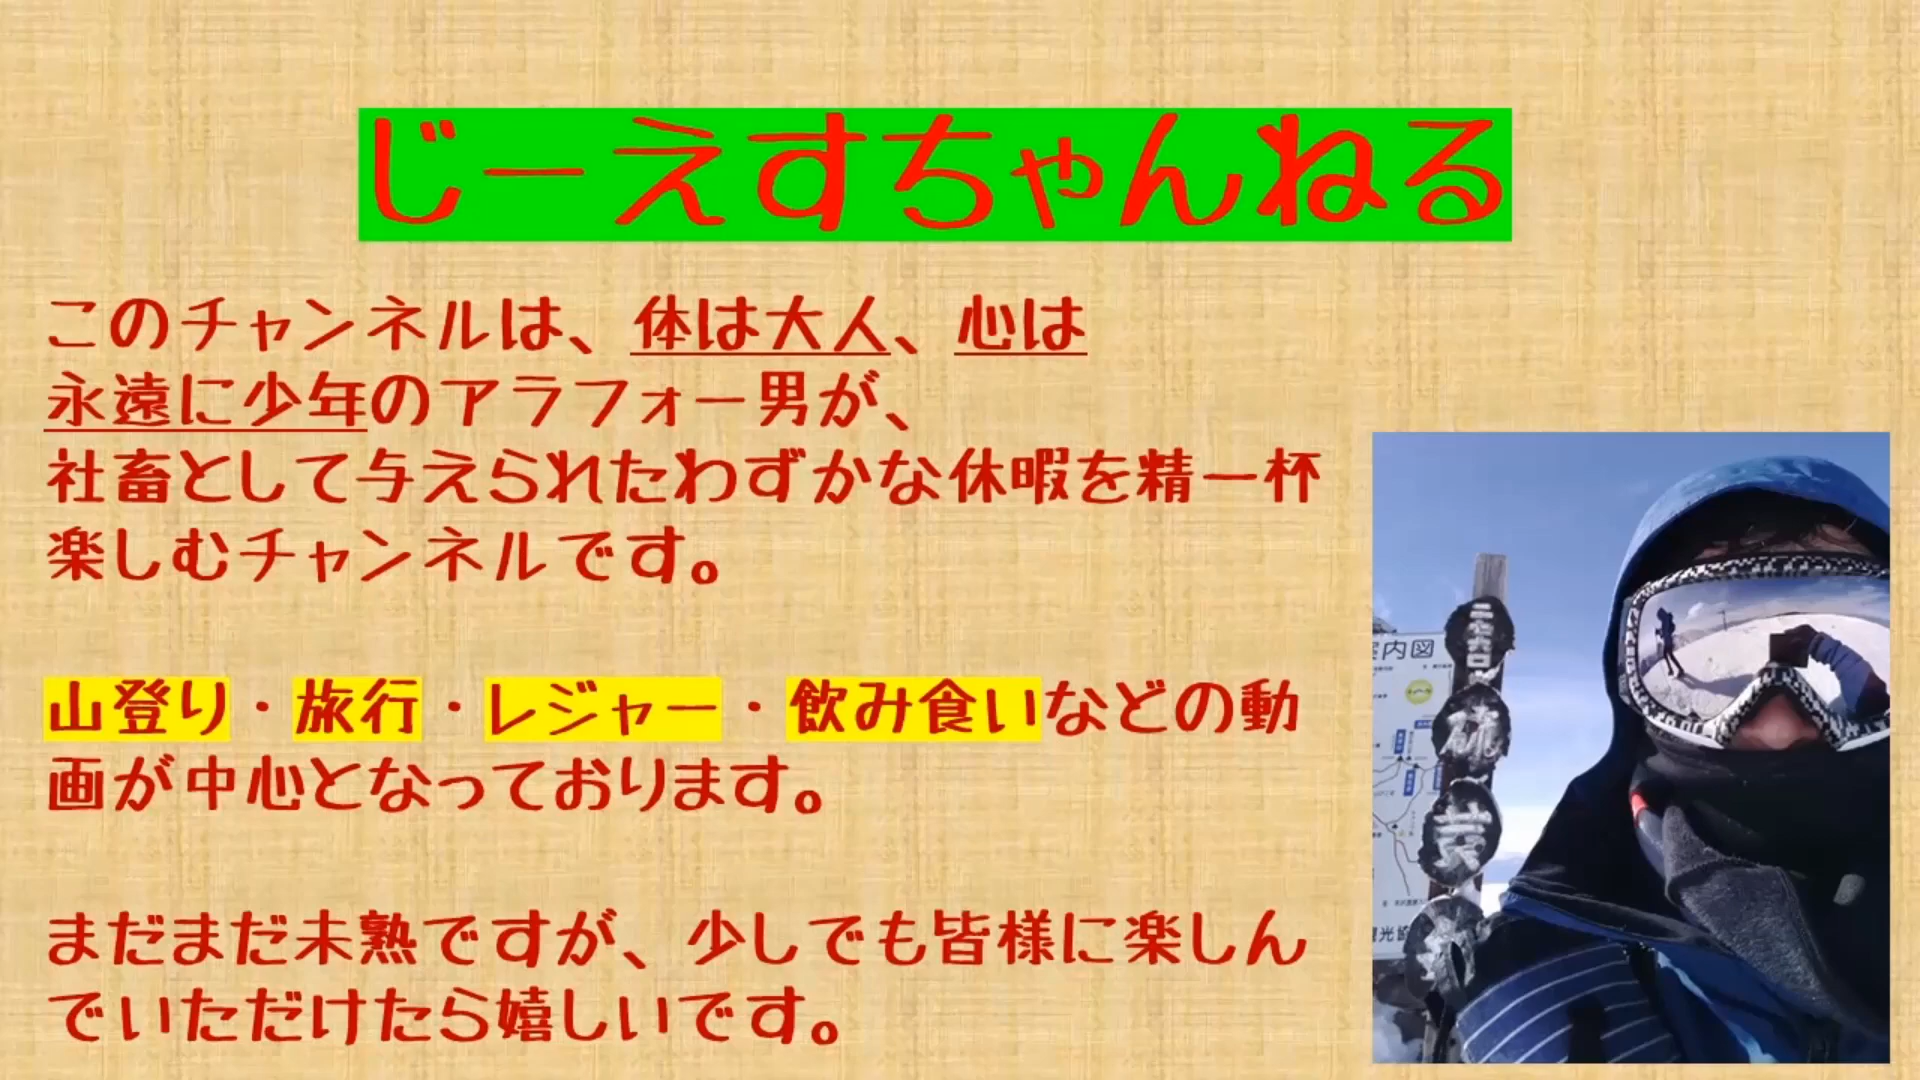 じーえすちゃんねる
このチャンネルは、体は大人、心は
永遠に少年のアラフォー男が、
社畜として与えられたわずかな休暇を精一杯
楽しむチャンネルです。
山登り・旅行・レジャー・飲み食いなどの動
画が中心となっております。
まだまだ未熟ですが、少しでも皆様に楽しん
でいただけたら嬉しいです。
案内図
硫
黄